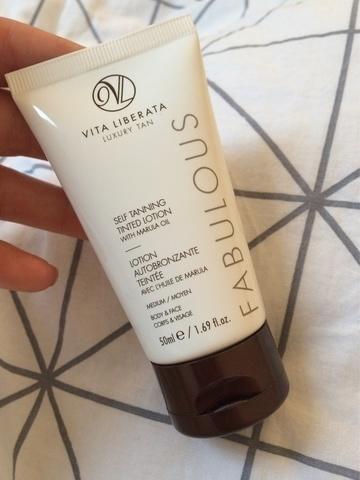 VL
VITA LIBERATA
LUXURY TAN
SELF TANNING
TINTED LOTION
WITH MARULA OIL
LOTION
AUTOBRONZANTE
TEINTÉE
AVEC L'HUILE DE MARULA
MEDIUM / MOYEN
BODY & FACE
CORPS & VISAGE
50ml ℮ / 1.69 fl.oz.
FABULOUS